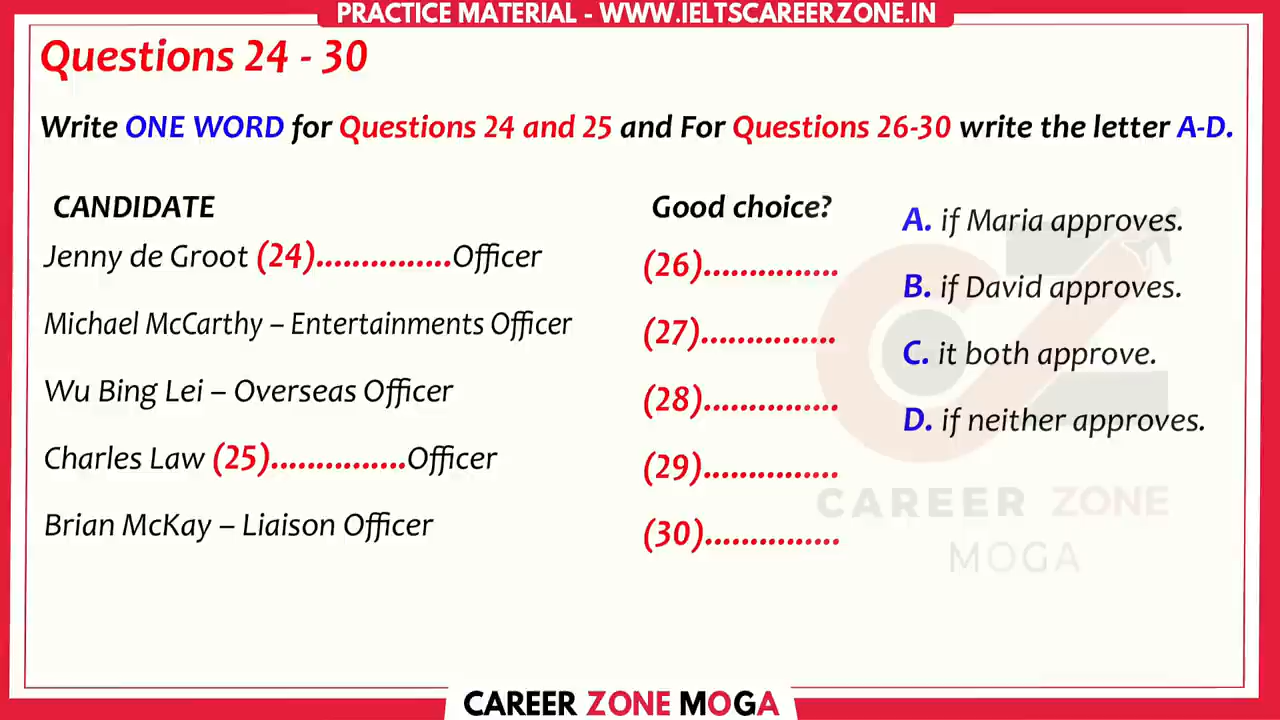 PRACTICE MATERIAL - WWW.IELTSCAREERZONE.IN
Questions 24 - 30
Write ONE WORD for Questions 24 and 25 and For Questions 26-30 write the letter A-D.
CANDIDATE
Good choice?
Jenny de Groot (24)...............Officer
(26)...............
Michael McCarthy – Entertainments Officer
(27)...............
Wu Bing Lei – Overseas Officer
(28)...............
Charles Law (25)...............Officer
(29)...............
Brian McKay – Liaison Officer
(30)...............
A. if Maria approves.
B. if David approves.
C. it both approve.
D. if neither approves.
CAREER ZONE
MOGA
CAREER ZONE MOGA